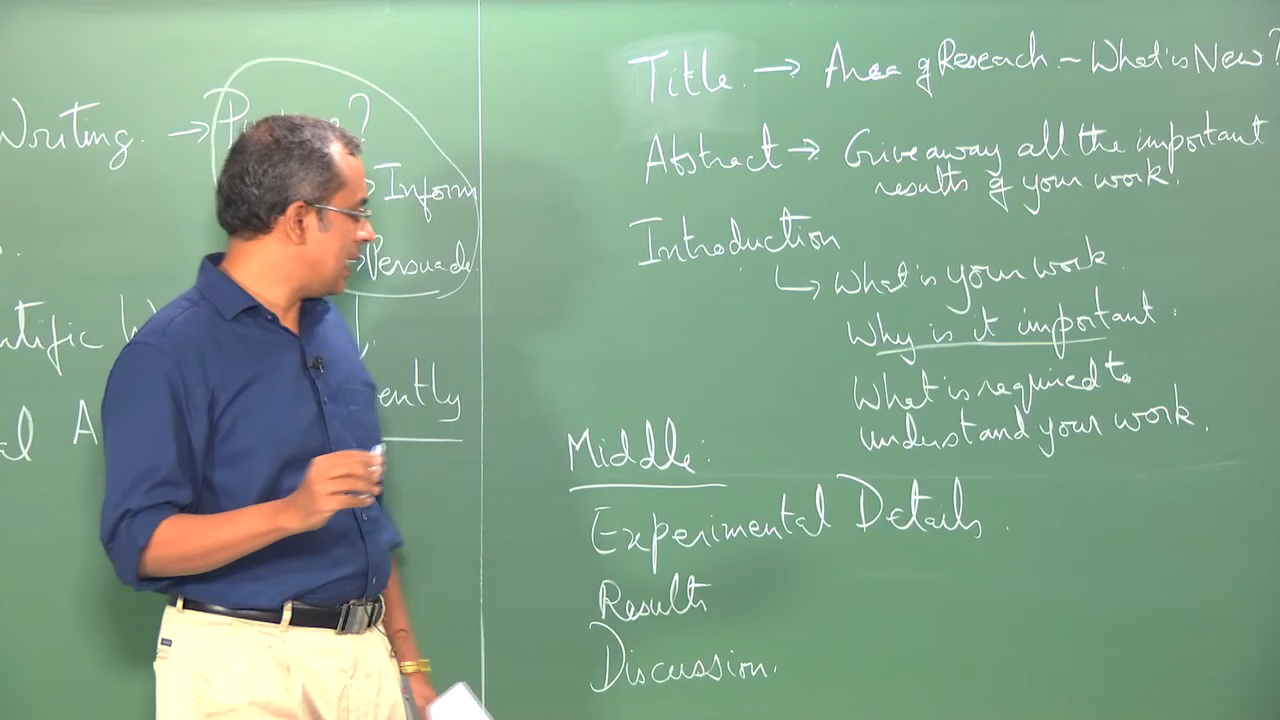 Writing. →
Inform
→Persuade.
ently
Title. → Area of Research. - What is New?
Abstract → Give away all the important
results of your work.
Introduction
↳ What is your work.
Why is it important.
What is required to
understand your work.
Middle:
Experimental Details.
Results
Discussion.